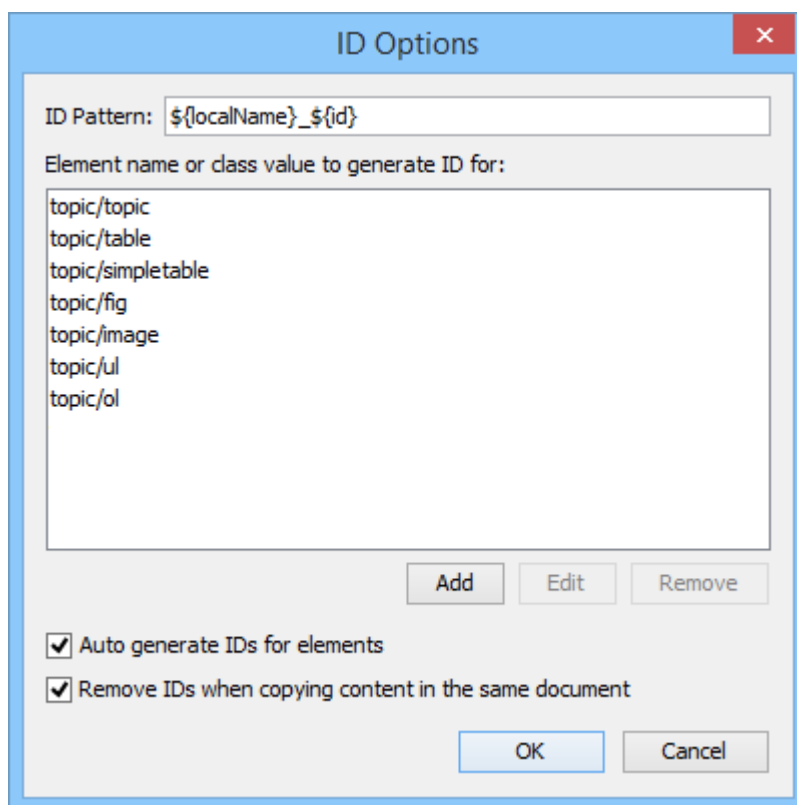 ID Options
ID Pattern: ${localName}_${id}
Element name or class value to generate ID for:
topic/topic
topic/table
topic/simpletable
topic/fig
topic/image
topic/ul
topic/ol
Add Edit Remove
Auto generate IDs for elements
Remove IDs when copying content in the same document
OK Cancel